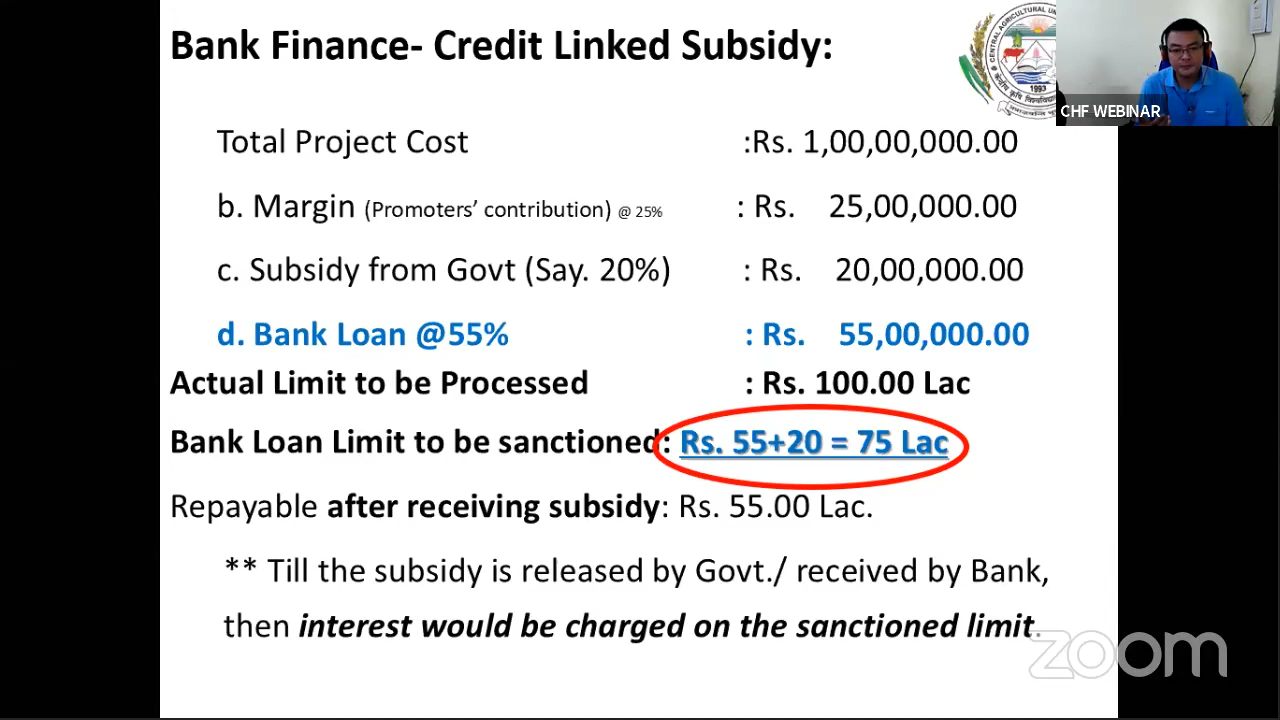 Bank Finance- Credit Linked Subsidy:
CENTRAL AGRICULTURAL UN
1993
CHF WEBINAR
Total Project Cost :Rs. 1,00,00,000.00
b. Margin (Promoters’ contribution) @ 25% : Rs. 25,00,000.00
c. Subsidy from Govt (Say. 20%) : Rs. 20,00,000.00
d. Bank Loan @55% : Rs. 55,00,000.00
Actual Limit to be Processed : Rs. 100.00 Lac
Bank Loan Limit to be sanctioned: Rs. 55+20 = 75 Lac
Repayable after receiving subsidy: Rs. 55.00 Lac.
** Till the subsidy is released by Govt./ received by Bank,
then interest would be charged on the sanctioned limit.
zoom